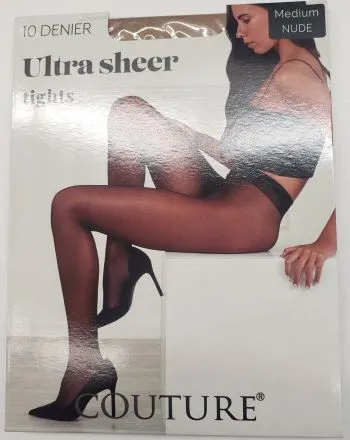 10 DENIER
Medium
NUDE
Ultra sheer
tights
COUTURE®